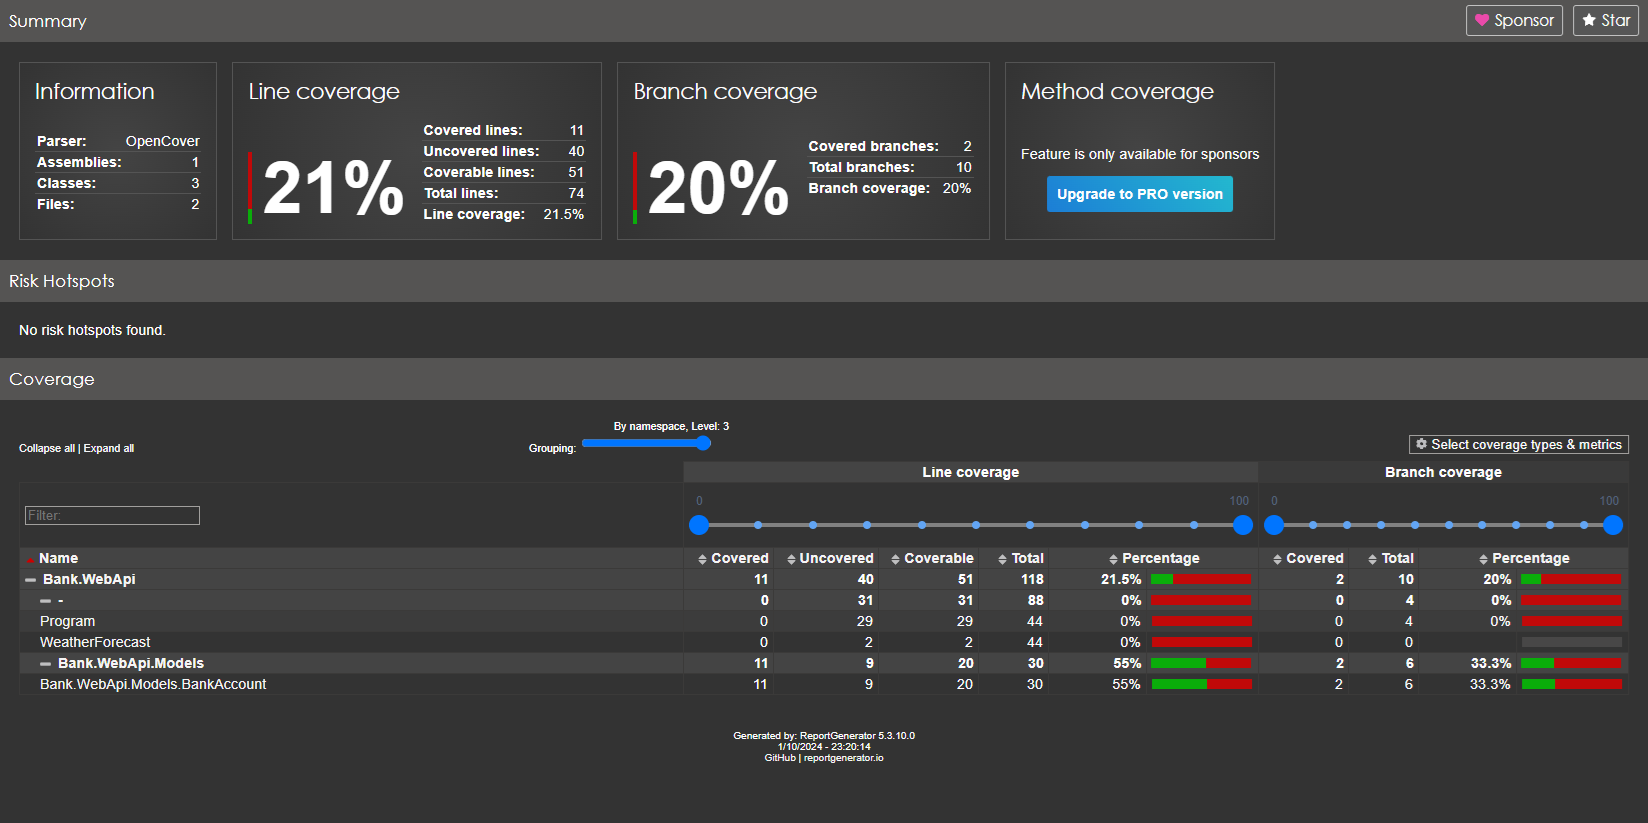 Summary
Sponsor
Star
Information
Parser: OpenCover
Assemblies: 1
Classes: 3
Files: 2
Line coverage
21%
Covered lines: 11
Uncovered lines: 40
Coverable lines: 51
Total lines: 74
Line coverage: 21.5%
Branch coverage
20%
Covered branches: 2
Total branches: 10
Branch coverage: 20%
Method coverage
Feature is only available for sponsors
Upgrade to PRO version
Risk Hotspots
No risk hotspots found.
Coverage
Collapse all | Expand all
By namespace, Level: 3
Grouping:
Select coverage types & metrics
Line coverage Branch coverage
0 100 0 100
Filter:
Name Covered Uncovered Coverable Total Percentage Covered Total Percentage
Bank.WebApi 11 40 51 118 21.5% 2 10 20%
- 0 31 31 88 0% 0 4 0%
Program 0 29 29 44 0% 0 4 0%
WeatherForecast 0 2 2 44 0% 0 0
Bank.WebApi.Models 11 9 20 30 55% 2 6 33.3%
Bank.WebApi.Models.BankAccount 11 9 20 30 55% 2 6 33.3%
Generated by: ReportGenerator 5.3.10.0
1/10/2024 - 23:20:14
GitHub | reportgenerator.io